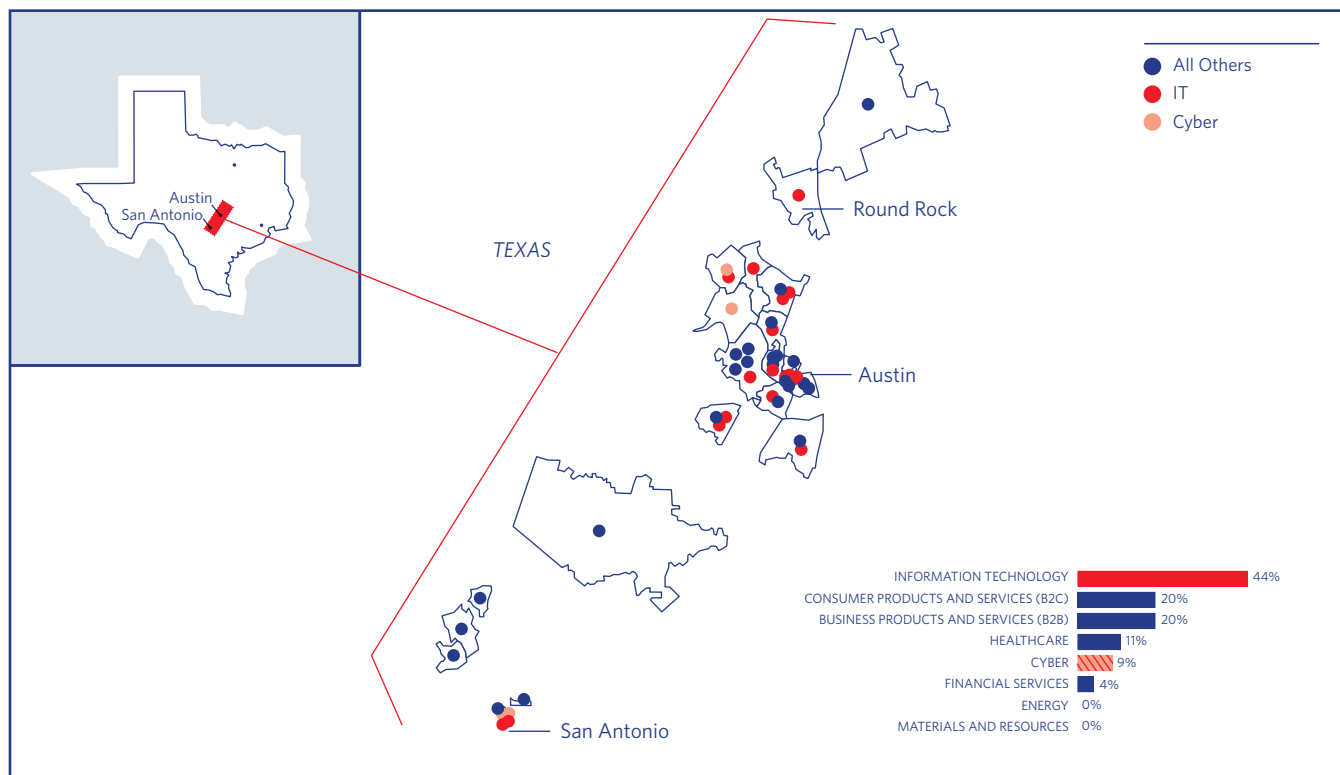 Austin
San Antonio
TEXAS
All Others
IT
Cyber
Round Rock
Austin
San Antonio
INFORMATION TECHNOLOGY 44%
CONSUMER PRODUCTS AND SERVICES (B2C) 20%
BUSINESS PRODUCTS AND SERVICES (B2B) 20%
HEALTHCARE 11%
CYBER 9%
FINANCIAL SERVICES 4%
ENERGY 0%
MATERIALS AND RESOURCES 0%